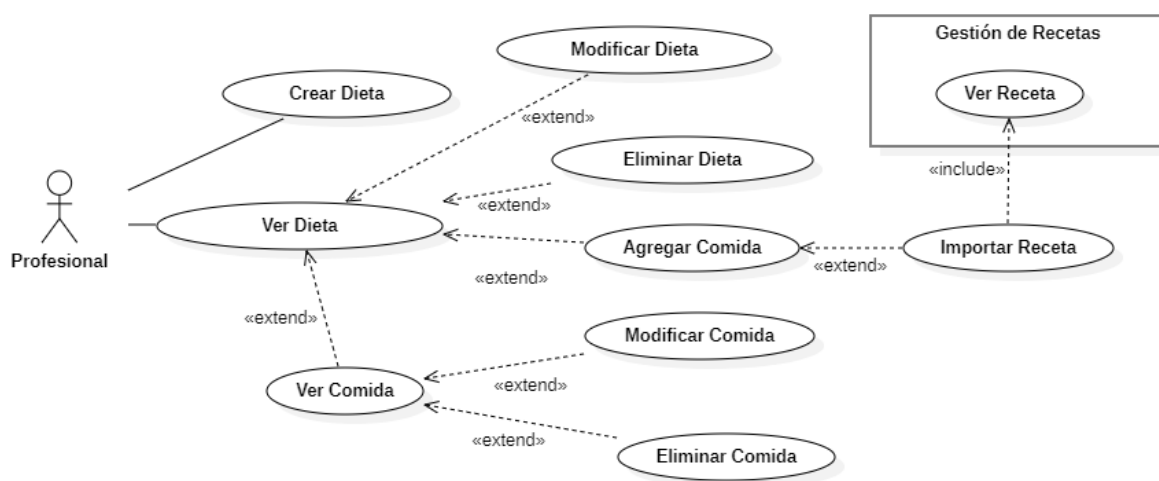 Gestión de Recetas
Modificar Dieta
Crear Dieta
Ver Receta
«extend»
Eliminar Dieta
«include»
«extend»
Ver Dieta
Profesional
Agregar Comida
Importar Receta
«extend»
«extend»
«extend»
Modificar Comida
Ver Comida
«extend»
«extend»
Eliminar Comida